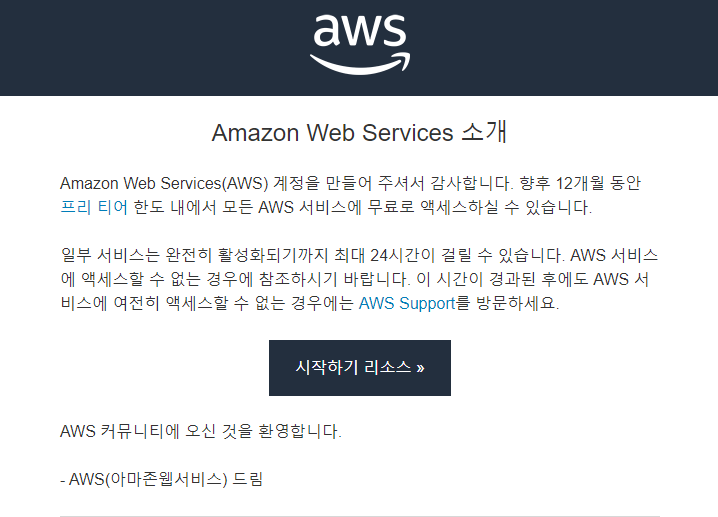 aws
Amazon Web Services 소개
Amazon Web Services(AWS) 계정을 만들어 주셔서 감사합니다. 향후 12개월 동안
프리 티어 한도 내에서 모든 AWS 서비스에 무료로 액세스하실 수 있습니다.
일부 서비스는 완전히 활성화되기까지 최대 24시간이 걸릴 수 있습니다. AWS 서비스
에 액세스할 수 없는 경우에 참조하시기 바랍니다. 이 시간이 경과된 후에도 AWS 서
비스에 여전히 액세스할 수 없는 경우에는 AWS Support를 방문하세요.
시작하기 리소스 »
AWS 커뮤니티에 오신 것을 환영합니다.
- AWS(아마존웹서비스) 드림